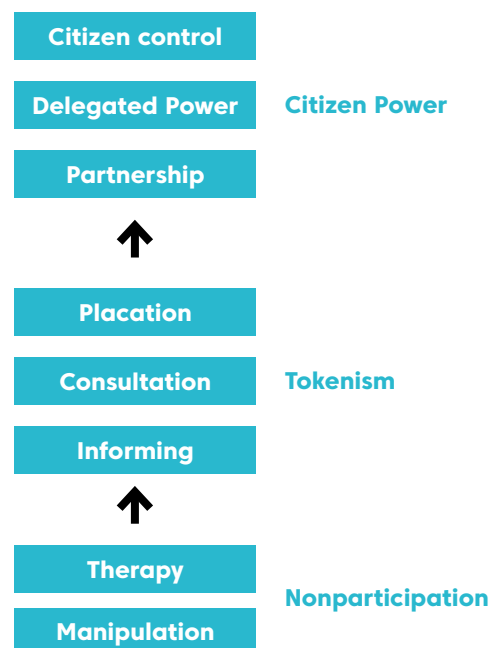 Citizen control
Delegated Power
Citizen Power
Partnership
Placation
Consultation
Tokenism
Informing
Therapy
Nonparticipation
Manipulation